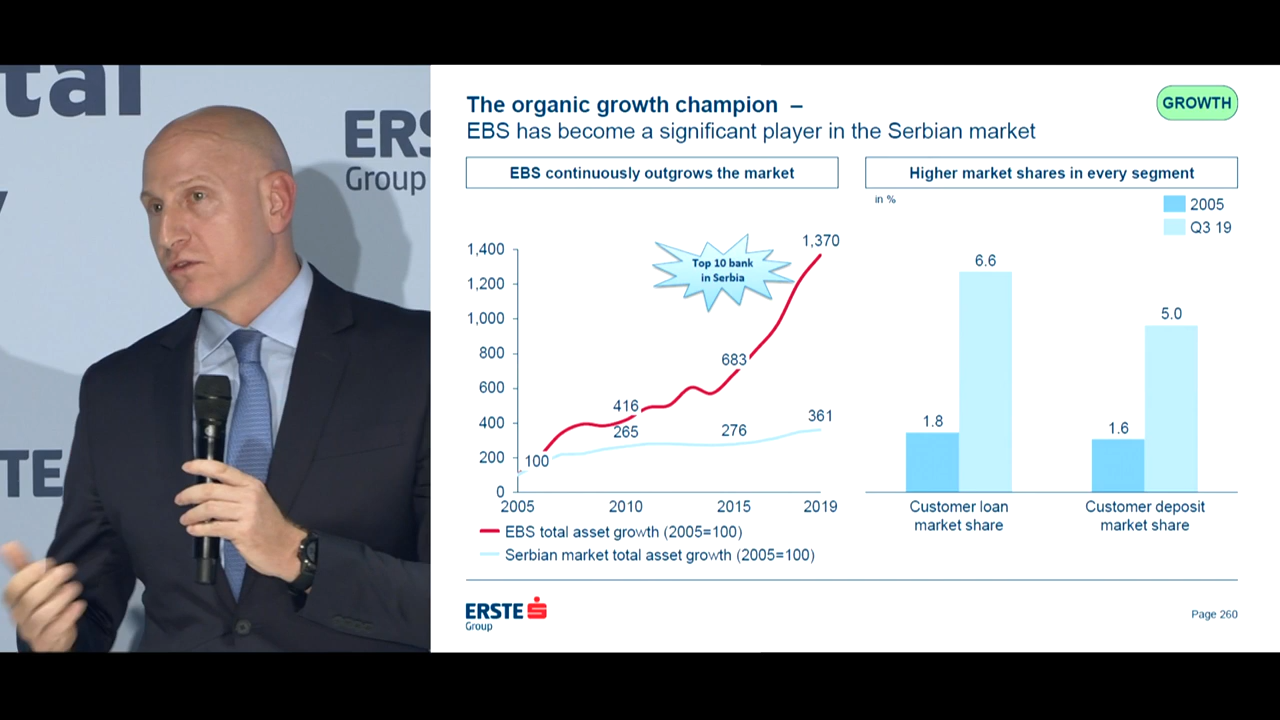 tal
ERS
Group
TE
The organic growth champion –
EBS has become a significant player in the Serbian market
GROWTH
EBS continuously outgrows the market
1,400
1,200
1,000
800
600
400
200
0
2005
2010
2015
2019
100
416
265
683
276
1,370
361
Top 10 bank
in Serbia
EBS total asset growth (2005=100)
Serbian market total asset growth (2005=100)
Higher market shares in every segment
in %
2005
Q3 19
1.8
6.6
1.6
5.0
Customer loan
market share
Customer deposit
market share
ERSTE
Group
Page 260